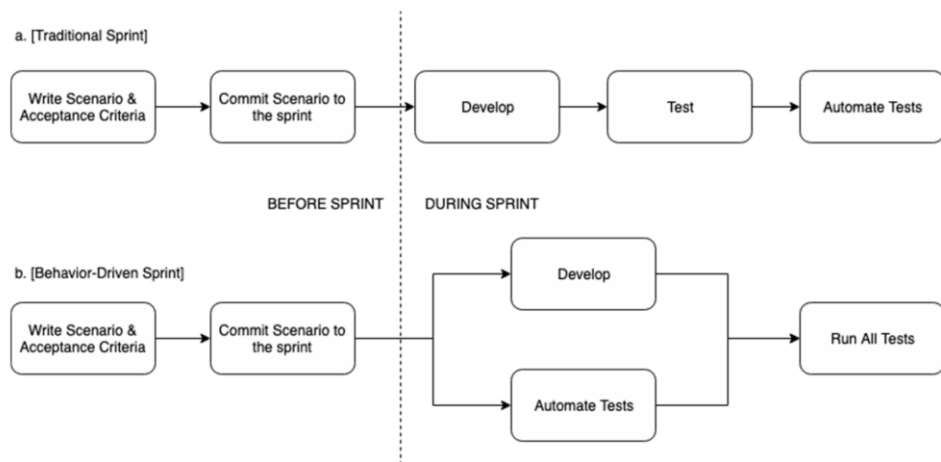 a. [Traditional Sprint]
Write Scenario &
Acceptance Criteria
Commit Scenario to
the sprint
Develop
Test
Automate Tests
BEFORE SPRINT
DURING SPRINT
b. [Behavior-Driven Sprint]
Write Scenario &
Acceptance Criteria
Commit Scenario to
the sprint
Develop
Automate Tests
Run All Tests